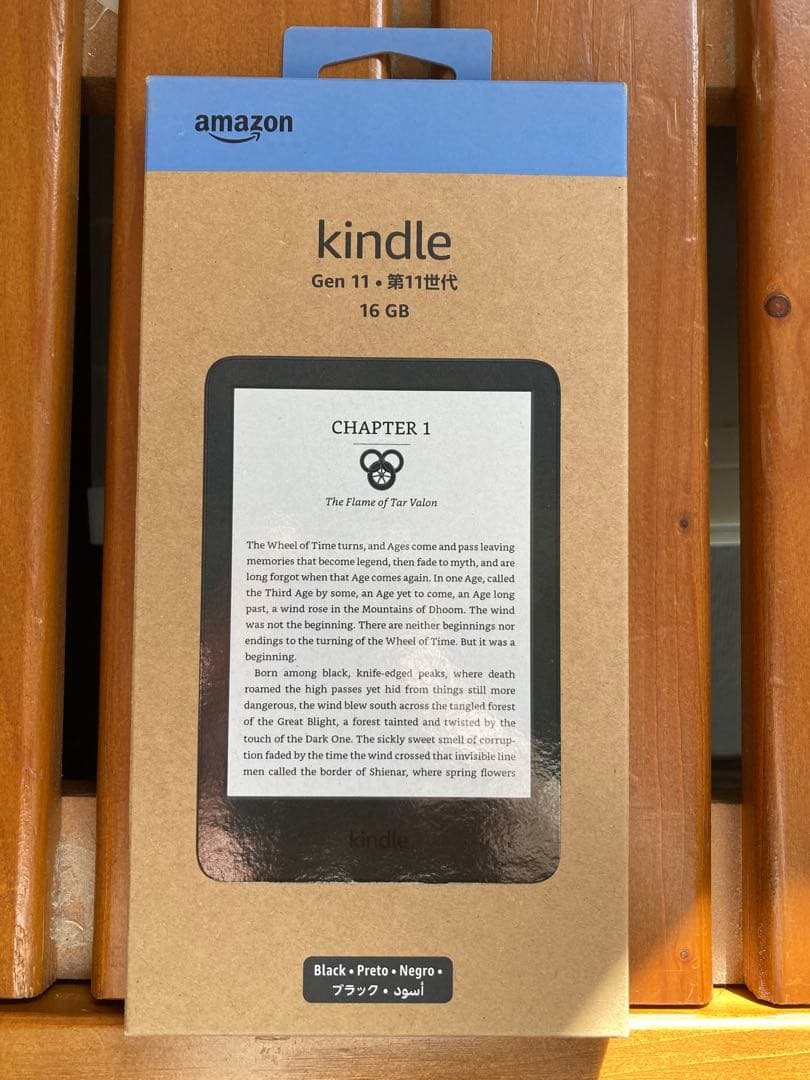 amazon
kindle
Gen 11 • 第11世代
16 GB
CHAPTER 1
The Flame of Tar Valon
The Wheel of Time turns, and Ages come and pass leaving
memories that become legend, then fade to myth, and are
long forgot when that Age comes again. In one Age, called
the Third Age by some, an Age yet to come, an Age long
past, a wind rose in the Mountains of Dhoom. The wind
was not the beginning. There are neither beginnings nor
endings to the turning of the Wheel of Time. But it was a
beginning.
Born among black, knife-edged peaks, where death
roamed the high passes yet hid from things still more
dangerous, the wind blew south across the tangled forest
of the Great Blight, a forest tainted and twisted by the
touch of the Dark One. The sickly sweet smell of corrup-
tion faded by the time the wind crossed that invisible line
men called the border of Shienar, where spring flowers
kindle
Black • Preto • Negro •
ブラック • أسود